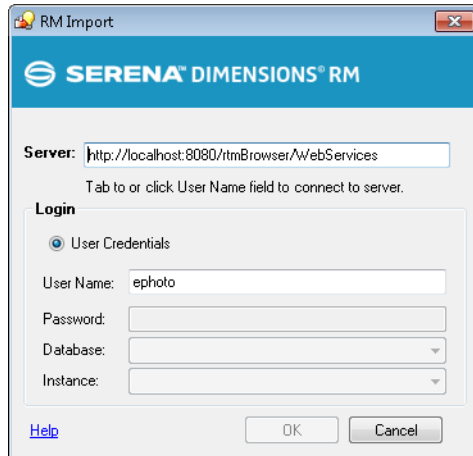 RM Import
SERENA™ DIMENSIONS® RM
Server: http://localhost:8080/rtmBrowser/WebServices
Tab to or click User Name field to connect to server.
Login
User Credentials
User Name: ephoto
Password:
Database:
Instance:
Help OK Cancel